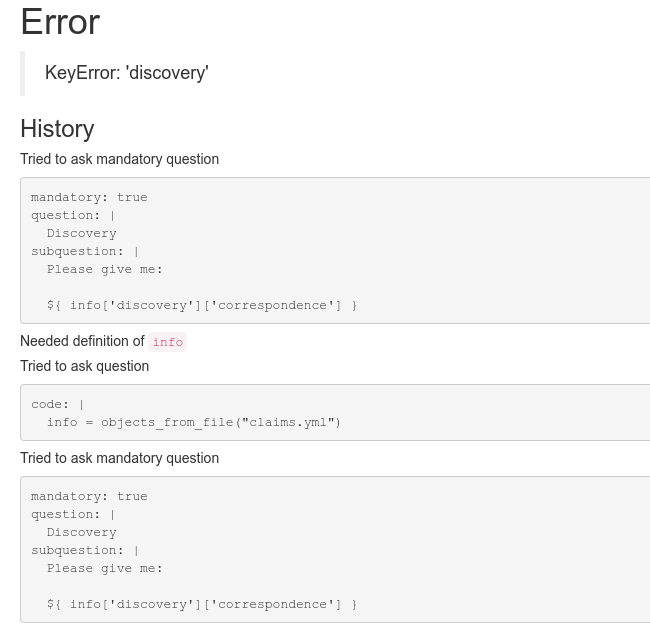 Error
KeyError: 'discovery'
History
Tried to ask mandatory question
mandatory: true
question: |
  Discovery
subquestion: |
  Please give me:

  ${ info['discovery']['correspondence'] }
Needed definition of info
Tried to ask question
code: |
  info = objects_from_file("claims.yml")
Tried to ask mandatory question
mandatory: true
question: |
  Discovery
subquestion: |
  Please give me:

  ${ info['discovery']['correspondence'] }